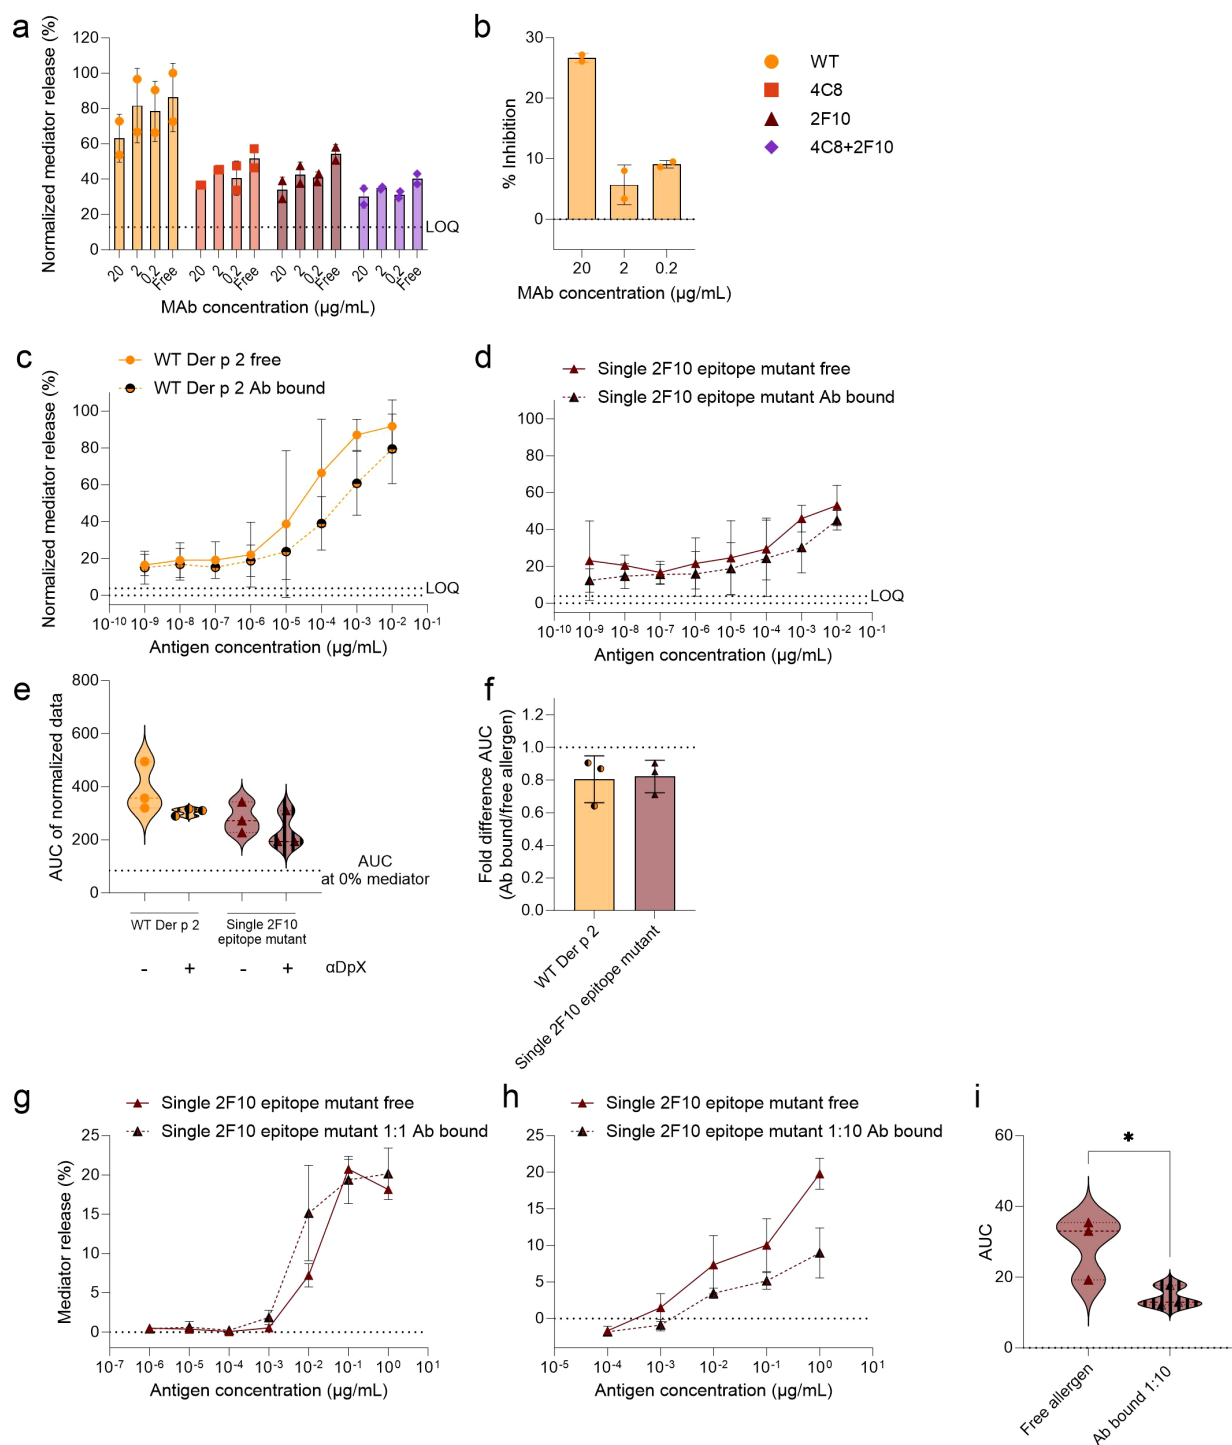 a
Normalized mediator release (%)
120
100
80
60
40
20
0
LOQ
20 2 0.2 Free 20 2 0.2 Free 20 2 0.2 Free 20 2 0.2 Free
MAb concentration (µg/mL)
b
% Inhibition
30
20
10
0
20 2 0.2
MAb concentration (µg/mL)
WT
4C8
2F10
4C8+2F10
c
WT Der p 2 free
WT Der p 2 Ab bound
Normalized mediator release (%)
100
80
60
40
20
0
LOQ
10-10 10-9 10-8 10-7 10-6 10-5 10-4 10-3 10-2 10-1
Antigen concentration (µg/mL)
d
Single 2F10 epitope mutant free
Single 2F10 epitope mutant Ab bound
100
80
60
40
20
0
LOQ
10-10 10-9 10-8 10-7 10-6 10-5 10-4 10-3 10-2 10-1
Antigen concentration (µg/mL)
e
AUC of normalized data
800
600
400
200
0
AUC
at 0% mediator
WT Der p 2
Single 2F10
epitope mutant
- + - + αDpX
f
Fold difference AUC
(Ab bound/free allergen)
1.2
1.0
0.8
0.6
0.4
0.2
0.0
WT Der p 2
Single 2F10 epitope mutant
g
Single 2F10 epitope mutant free
Single 2F10 epitope mutant 1:1 Ab bound
Mediator release (%)
25
20
15
10
5
0
10-7 10-6 10-5 10-4 10-3 10-2 10-1 100 101
Antigen concentration (µg/mL)
h
Single 2F10 epitope mutant free
Single 2F10 epitope mutant 1:10 Ab bound
25
20
15
10
5
0
10-5 10-4 10-3 10-2 10-1 100 101
Antigen concentration (µg/mL)
i
AUC
60
40
20
0
*
Free allergen
Ab bound 1:10